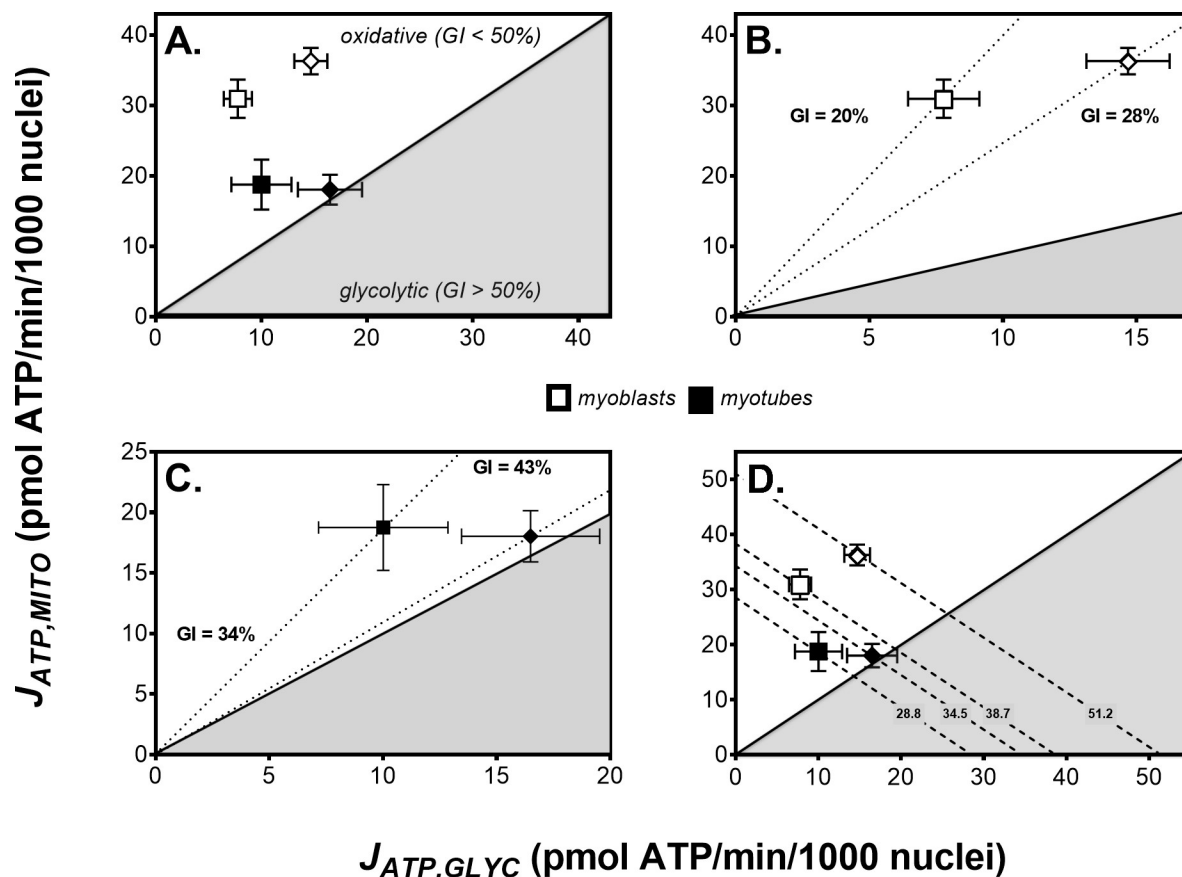 J_ATP,MITO (pmol ATP/min/1000 nuclei)
A.
oxidative (GI < 50%)
glycolytic (GI > 50%)
40
30
20
10
0
0 10 20 30 40
B.
GI = 20%
GI = 28%
40
30
20
10
0
0 5 10 15
myoblasts myotubes
C.
GI = 43%
GI = 34%
25
20
15
10
5
0
0 5 10 15 20
D.
50
40
30
20
10
0
28.8 34.5 38.7 51.2
0 10 20 30 40 50
J_ATP,GLYC (pmol ATP/min/1000 nuclei)